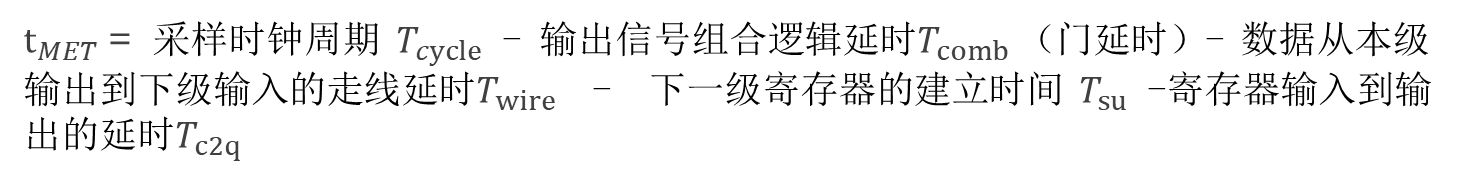 t_MET = 采样时钟周期 T_cycle – 输出信号组合逻辑延时T_comb （门延时）– 数据从本级
输出到下级输入的走线延时T_wire – 下一级寄存器的建立时间 T_su –寄存器输入到输
出的延时T_c2q